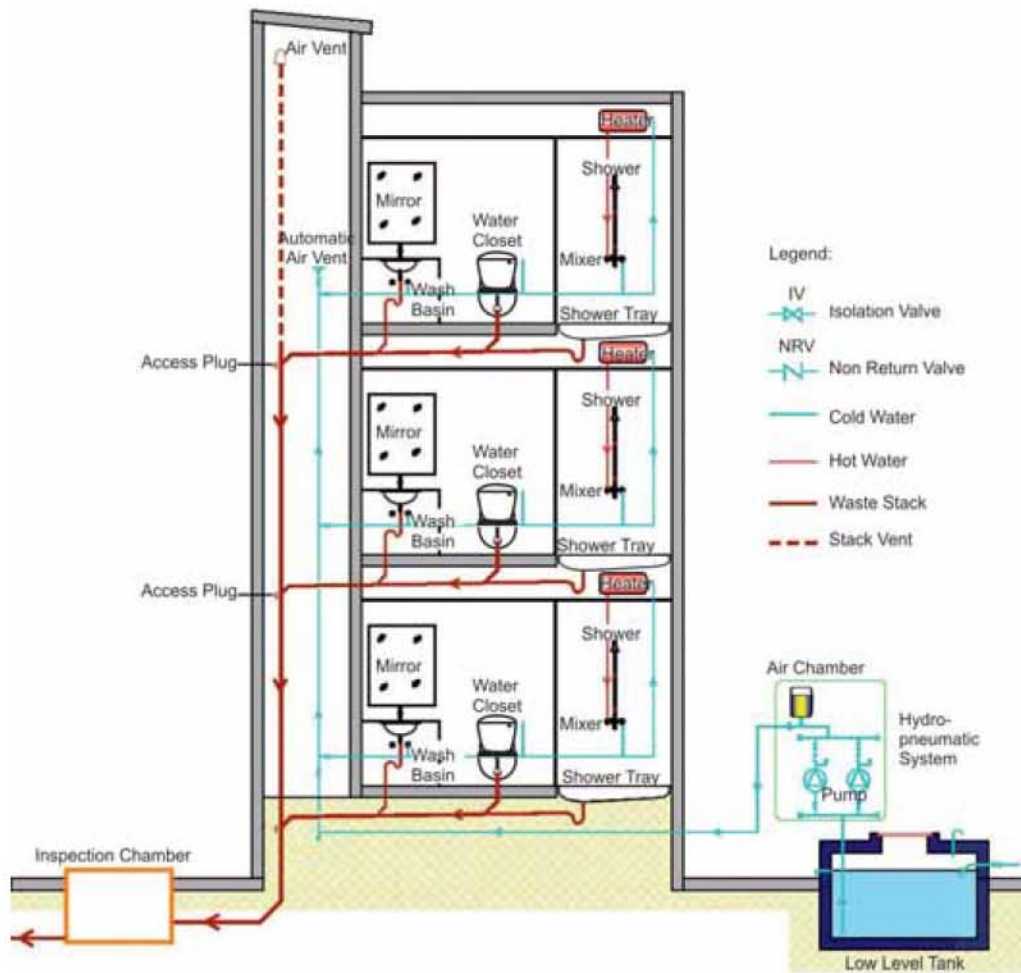 Air Vent
Heater
Shower
Mirror
Water
Closet
Automatic
Air Vent
Mixer
Wash
Basin
Shower Tray
Access Plug
Heater
Shower
Mirror
Water
Closet
Mixer
Wash
Basin
Shower Tray
Access Plug
Heater
Shower
Mirror
Water
Closet
Mixer
Wash
Basin
Shower Tray
Legend:
IV
Isolation Valve
NRV
Non Return Valve
Cold Water
Hot Water
Waste Stack
Stack Vent
Air Chamber
Hydro-
pneumatic
System
Pump
Inspection Chamber
Low Level Tank